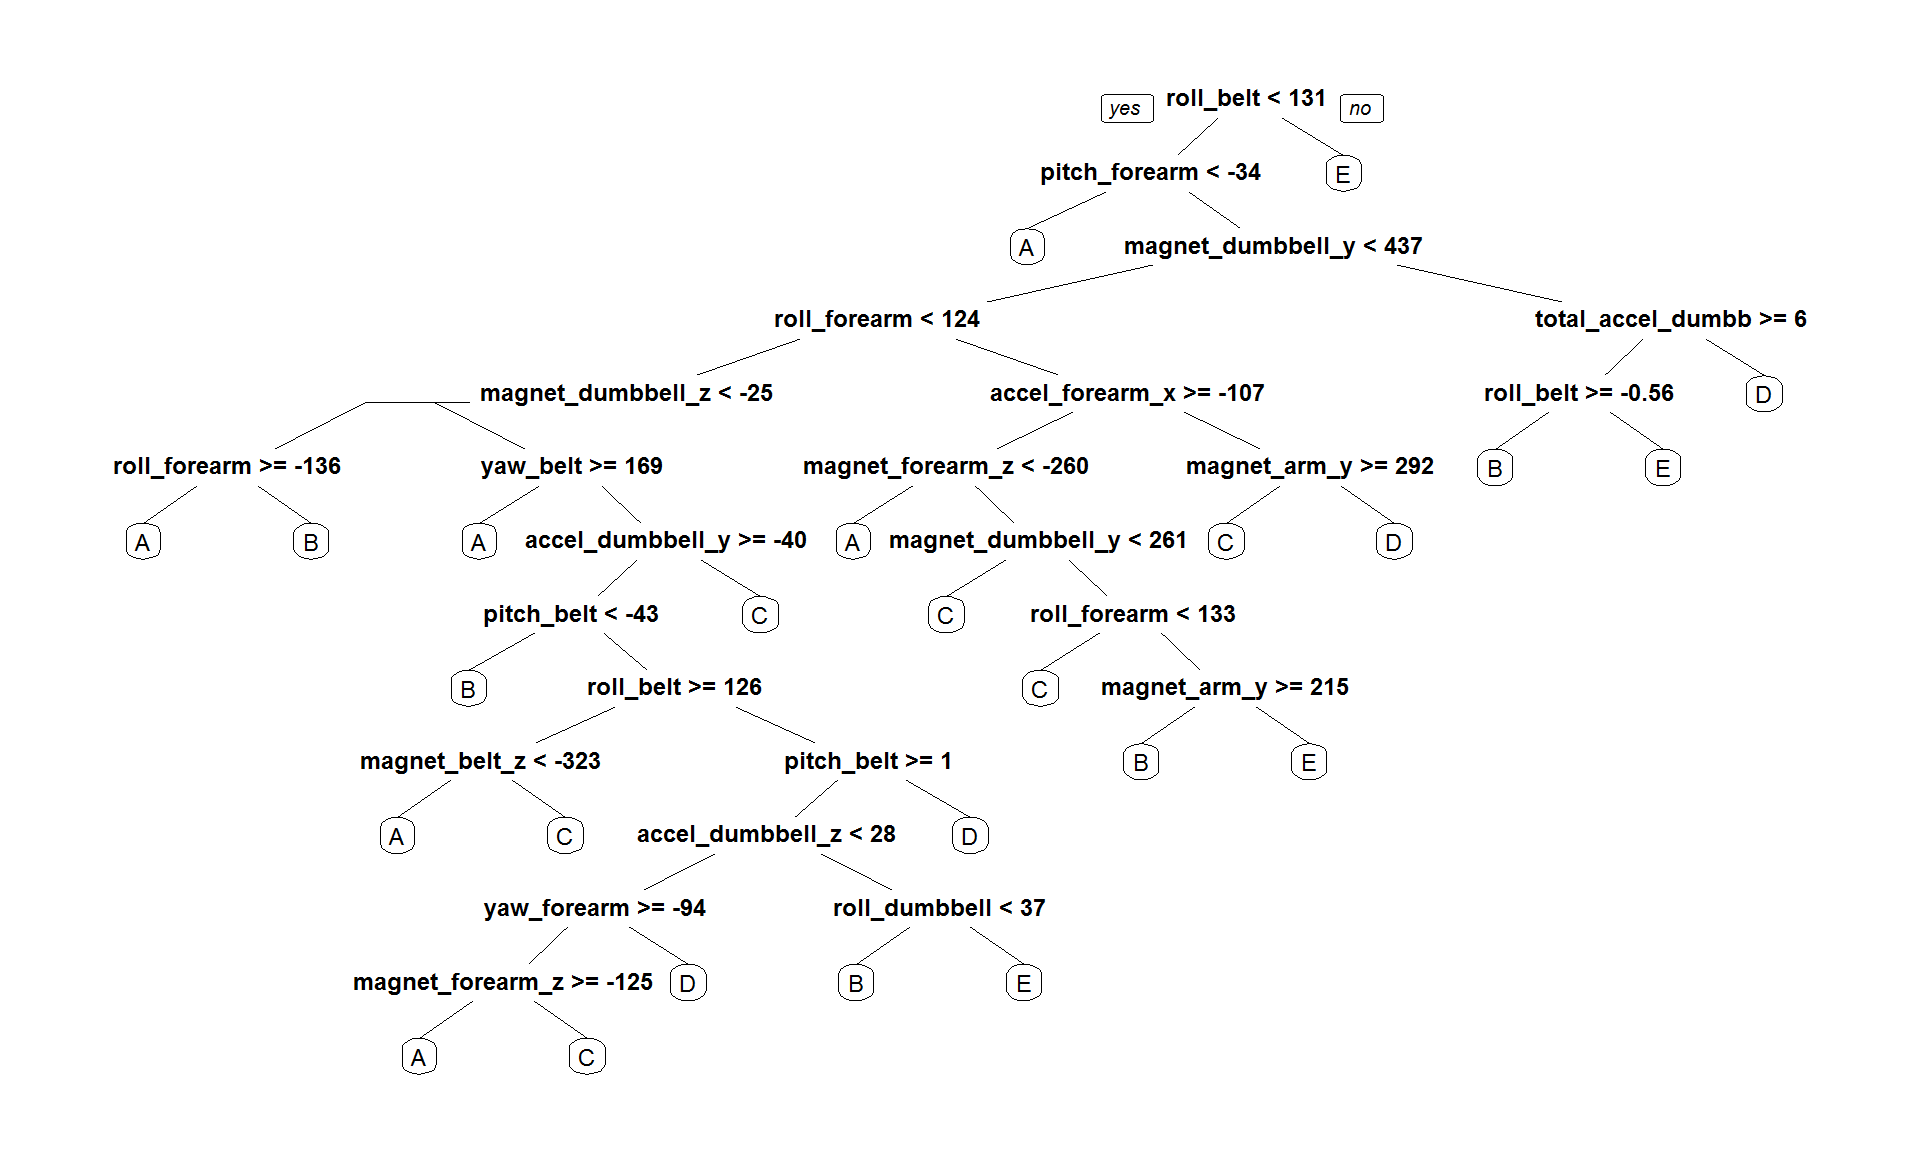 yes roll_belt < 131 no
pitch_forearm < -34 E
A magnet_dumbbell_y < 437
roll_forearm < 124 total_accel_dumbb >= 6
magnet_dumbbell_z < -25 accel_forearm_x >= -107 roll_belt >= -0.56 D
roll_forearm >= -136 yaw_belt >= 169 magnet_forearm_z < -260 magnet_arm_y >= 292 B E
A B A accel_dumbbell_y >= -40 A magnet_dumbbell_y < 261 C D
pitch_belt < -43 C C roll_forearm < 133
B roll_belt >= 126 C magnet_arm_y >= 215
magnet_belt_z < -323 pitch_belt >= 1 B E
A C accel_dumbbell_z < 28 D
yaw_forearm >= -94 roll_dumbbell < 37
magnet_forearm_z >= -125 D B E
A C